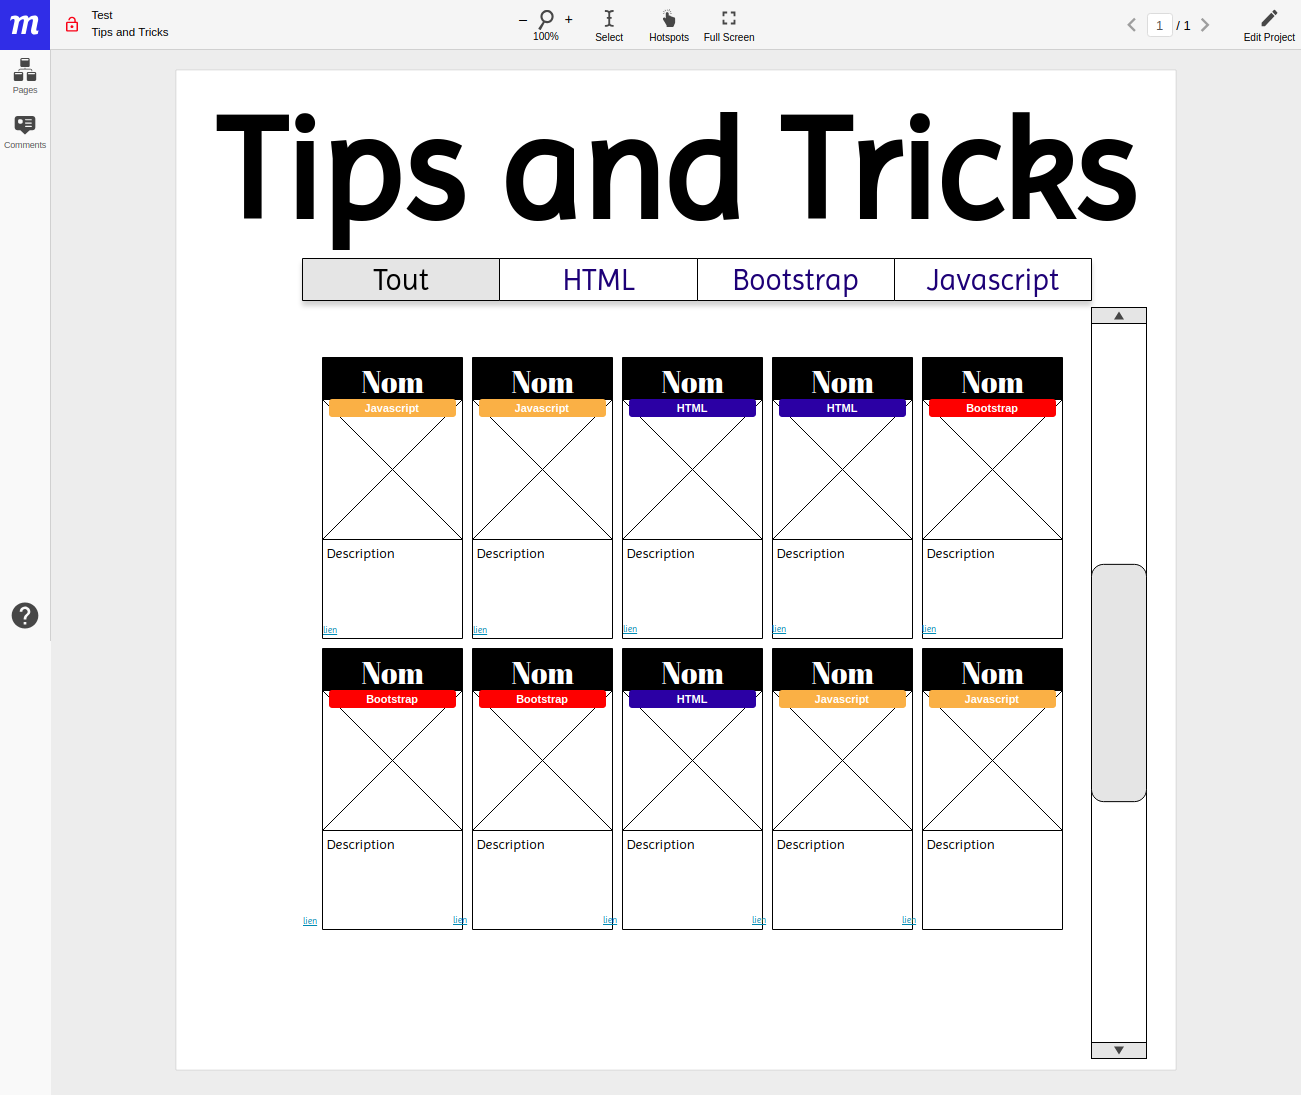 m
Test
Tips and Tricks
– +
100%
Select
Hotspots
Full Screen
1 / 1
Edit Project
Pages
Comments
?
Tips and Tricks
Tout HTML Bootstrap Javascript
Nom Nom Nom Nom Nom
Javascript Javascript HTML HTML Bootstrap
Description Description Description Description Description
lien lien lien lien lien
Nom Nom Nom Nom Nom
Bootstrap Bootstrap HTML Javascript Javascript
Description Description Description Description Description
lien lien lien lien lien